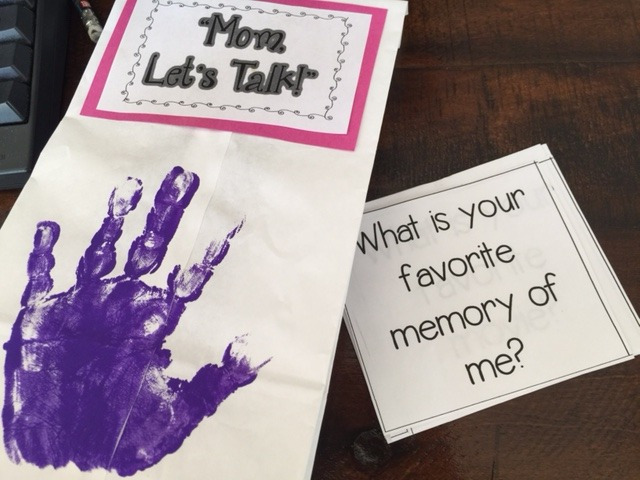 "Mom,
Let's Talk!"
What is your
favorite
memory of
me?